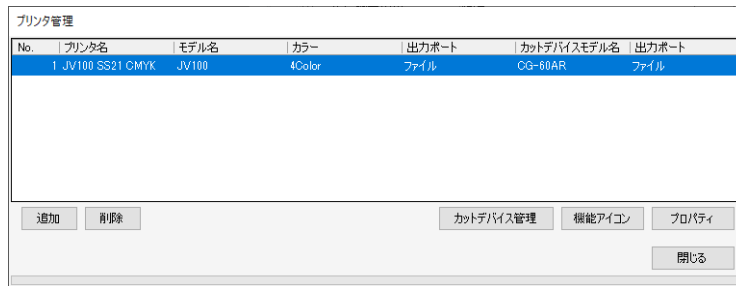 プリンタ管理
No. プリンタ名 モデル名 カラー 出力ポート カットデバイスモデル名 出力ポート
1 JV100 SS21 CMYK JV100 4Color ファイル CG-60AR ファイル
追加 削除 カットデバイス管理 機能アイコン プロパティ
閉じる